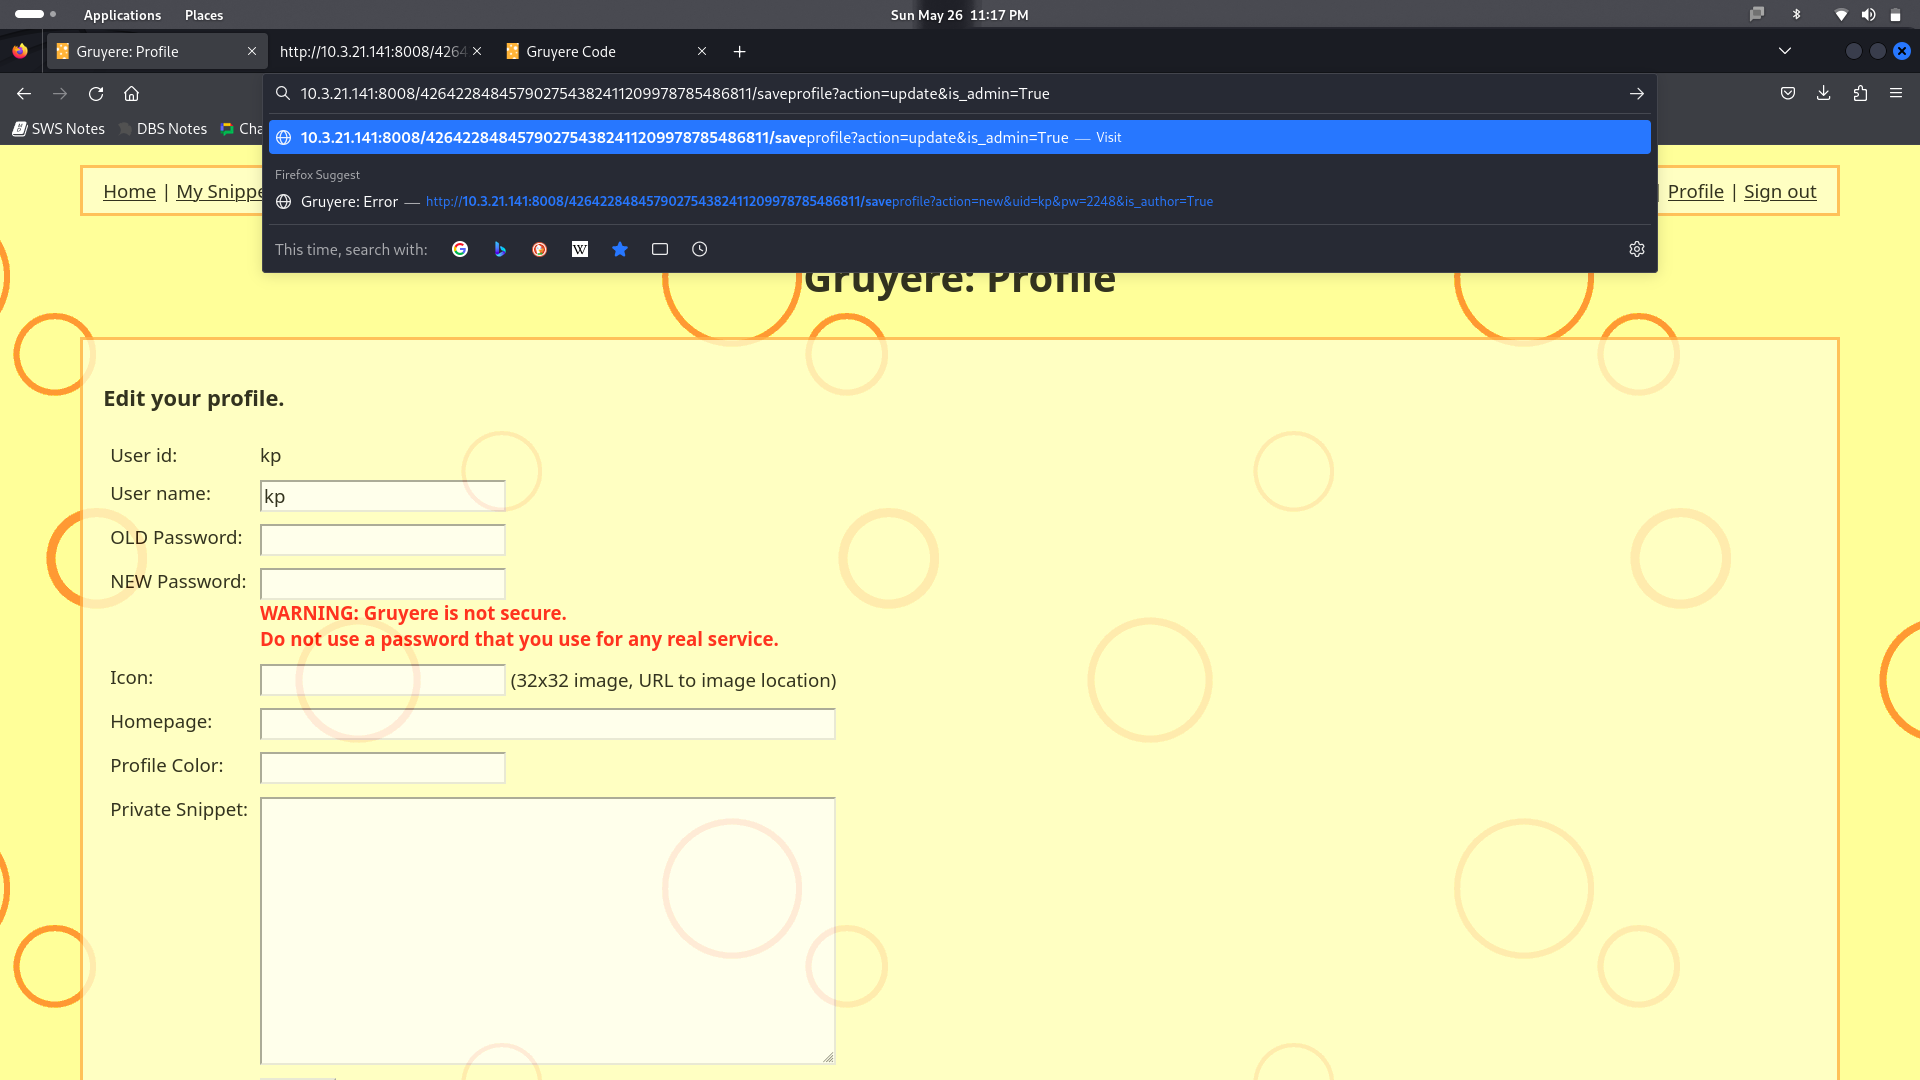 Applications Places
Sun May 26 11:17 PM
Gruyere: Profile
http://10.3.21.141:8008/4264
Gruyere Code
10.3.21.141:8008/426422848457902754382411209978785486811/saveprofile?action=update&is_admin=True
SWS Notes
DBS Notes
Cha
10.3.21.141:8008/426422848457902754382411209978785486811/saveprofile?action=update&is_admin=True — Visit
Firefox Suggest
Gruyere: Error — http://10.3.21.141:8008/426422848457902754382411209978785486811/saveprofile?action=new&uid=kp&pw=2248&is_author=True
This time, search with:
W
Home | My Snippe
| Profile | Sign out
Gruyere: Profile
Edit your profile.
User id: kp
User name: kp
OLD Password:
NEW Password:
WARNING: Gruyere is not secure.
Do not use a password that you use for any real service.
Icon: (32x32 image, URL to image location)
Homepage:
Profile Color:
Private Snippet: